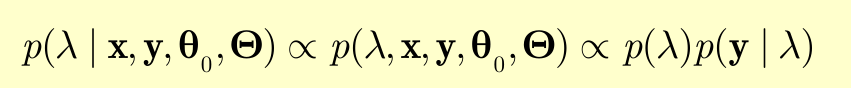 p(λ | 𝐱, 𝐲, 𝛉₀, 𝚯) ∝ p(λ, 𝐱, 𝐲, 𝛉₀, 𝚯) ∝ p(λ)p(𝐲 | λ)